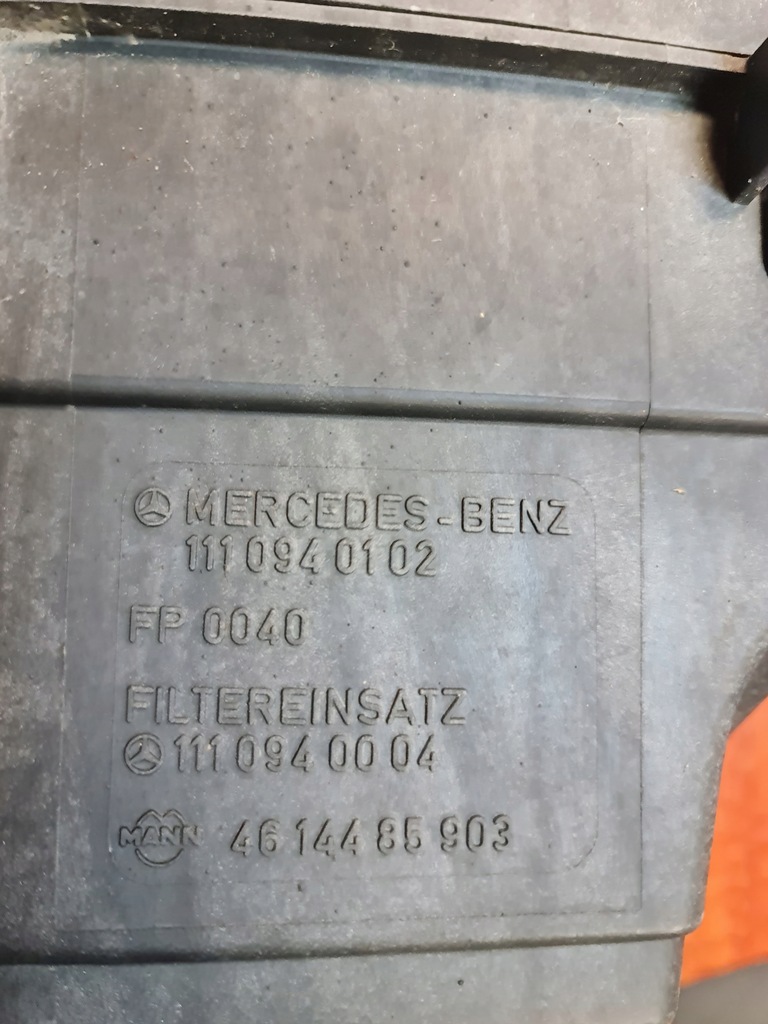 MERCEDES-BENZ
111 094 01 02
FP 0040
FILTEREINSATZ
111 094 00 04
MANN 46 144 85 903